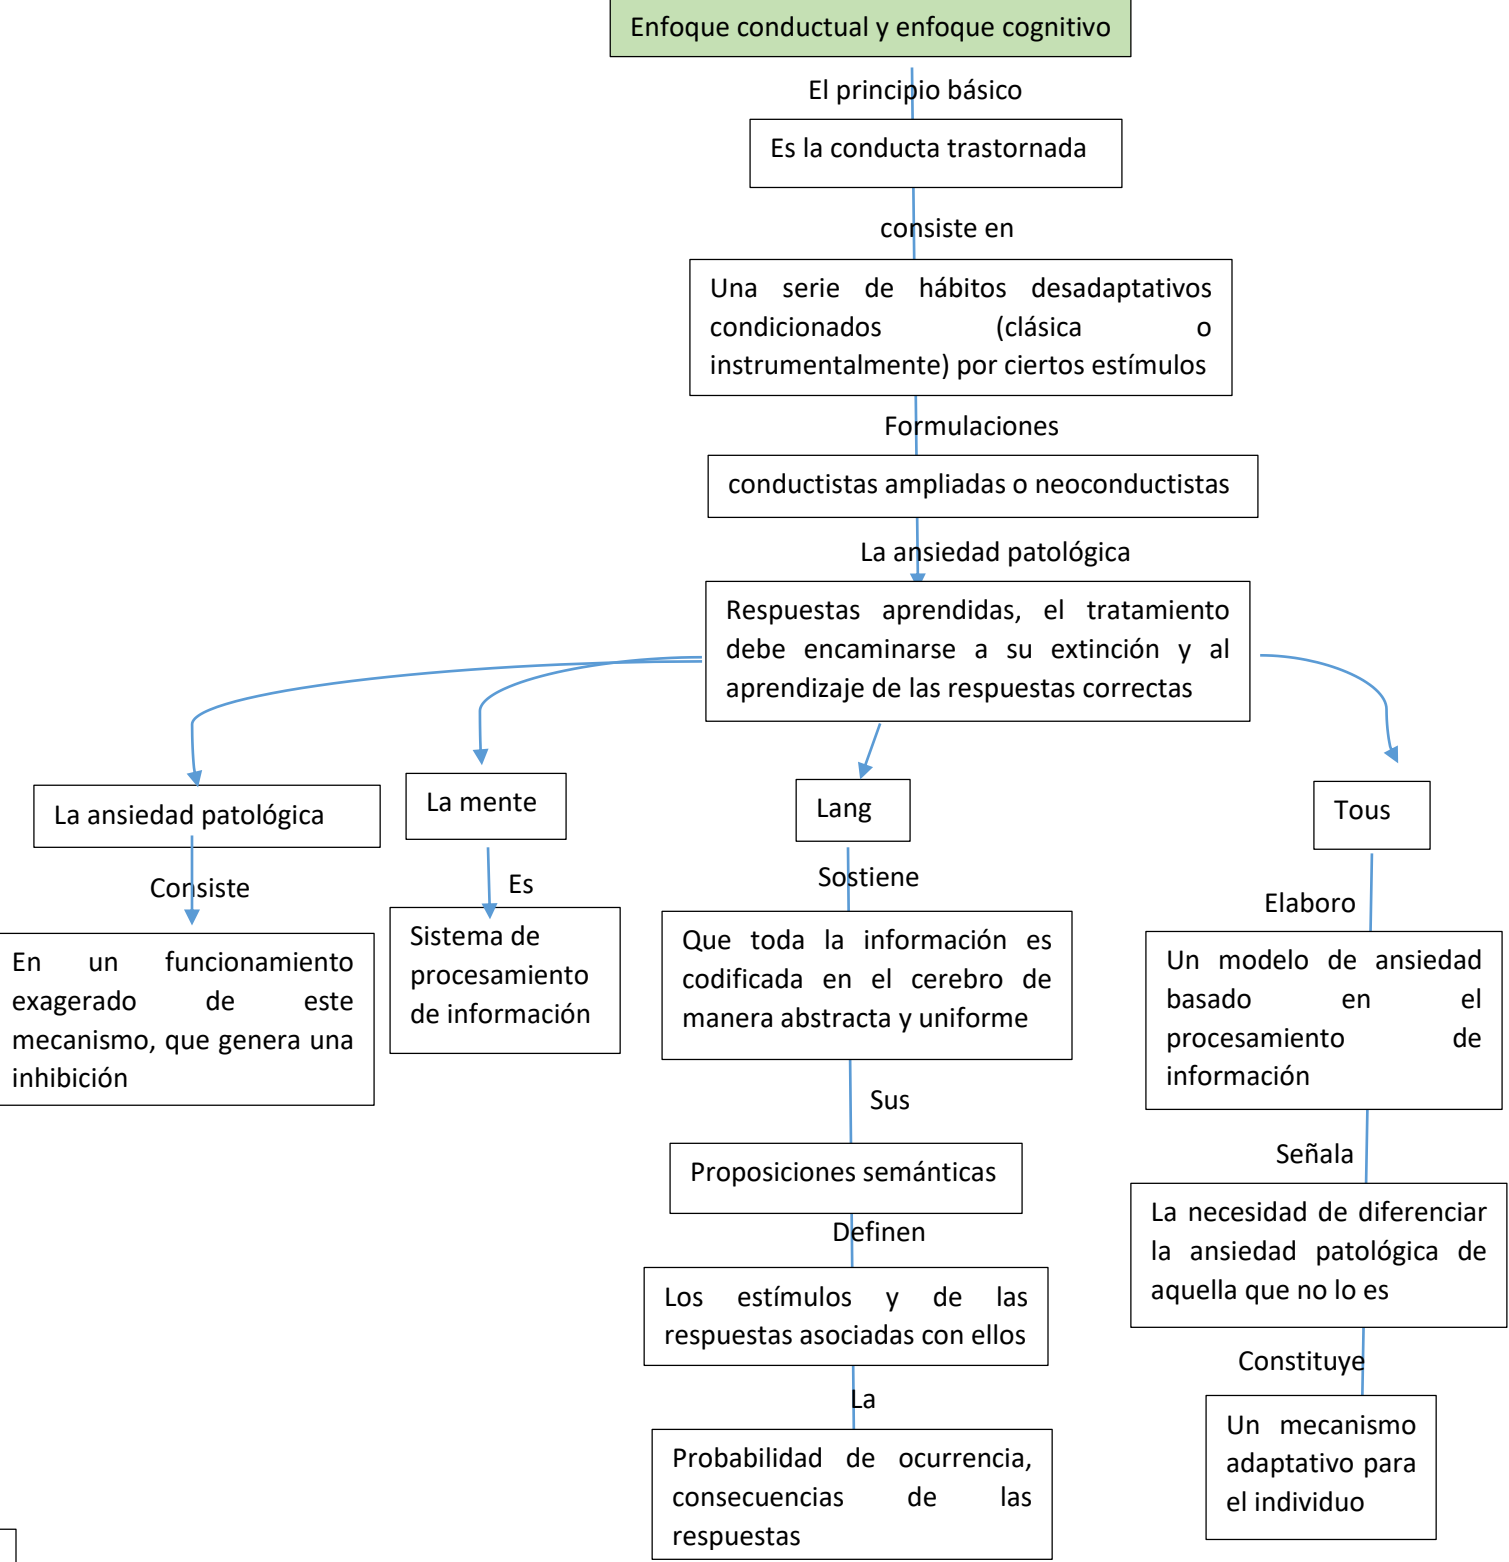 Enfoque conductual y enfoque cognitivo
El principio básico
Es la conducta trastornada
consiste en
Una serie de hábitos desadaptativos
condicionados (clásica o
instrumentalmente) por ciertos estímulos
Formulaciones
conductistas ampliadas o neoconductistas
La ansiedad patológica
Respuestas aprendidas, el tratamiento
debe encaminarse a su extinción y al
aprendizaje de las respuestas correctas
La ansiedad patológica
Consiste
En un funcionamiento
exagerado de este
mecanismo, que genera una
inhibición
La mente
Es
Sistema de
procesamiento
de información
Lang
Sostiene
Que toda la información es
codificada en el cerebro de
manera abstracta y uniforme
Sus
Proposiciones semánticas
Definen
Los estímulos y de las
respuestas asociadas con ellos
La
Probabilidad de ocurrencia,
consecuencias de las
respuestas
Tous
Elaboro
Un modelo de ansiedad
basado en el
procesamiento de
información
Señala
La necesidad de diferenciar
la ansiedad patológica de
aquella que no lo es
Constituye
Un mecanismo
adaptativo para
el individuo